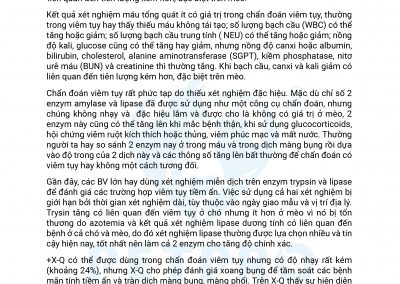 Kết quả xét nghiệm máu tổng quát ít có giá trị trong chẩn đoán viêm tụy, thường
trong viêm tụy hay thấy thiếu máu không tái tạo; số lượng bạch cầu (WBC) có thể
tăng hoặc giảm; số lượng bạch cầu trung tính ( NEU) có thể tăng hoặc giảm; nồng
độ kali, glucose cũng có thể tăng hay giảm, nhưng nồng độ canxi hoặc albumin,
bilirubin, cholesterol, alanine aminotransferase (SGPT), kiềm phosphatase, nitơ
urê máu (BUN) và creatinine thì thường tăng. Khi bạch cầu, canxi và kali giảm có
liên quan đến tiên lượng kém hơn, đặc biệt trên mèo.
Chẩn đoán viêm tụy rất phức tạp do thiếu xét nghiệm đặc hiệu. Mặc dù chỉ số 2
enzym amylase và lipase đã được sử dụng như một công cụ chẩn đoán, nhưng
chúng không nhạy và đặc hiệu lắm và được cho là không có giá trị ở mèo, 2
enzym này cũng có thể tăng lên khi mắc bệnh thận, khi sử dụng glucocorticoids,
hội chứng viêm ruột kích thích hoặc thủng, viêm phúc mạc và mất nước. Thường
người ta hay so sánh 2 enzym nay ở trong máu và trong dịch màng bụng rồi dựa
vào độ trong của 2 dịch này và các thông số tăng lên bất thường để chẩn đoán có
viêm tụy hay không một cách tương đối.
Gần đây, các BV lớn hay dùng xét nghiệm miễn dịch trên enzym trypsin và lipase
để đánh giá các trường hợp viêm tụy tiềm ẩn. Việc sử dụng cả hai xét nghiệm bị
giới hạn bởi thời gian xét nghiệm dài, tùy thuộc vào ngày giao mẫu và vị trí địa lý.
Trysin tăng có liên quan đến viêm tụy ở chó nhưng ít hơn ở mèo vì nó bị tổn
thương do azotemia và kết quả xét nghiệm lipase dương tính có liên quan đến
bệnh ở cả chó và mèo, do đó xét nghiệm lipase thường được lựa chọn nhiều và tin
cậy hiện nay, tốt nhất nên làm cả 2 enzym cho tăng độ chính xác.
+X-Q có thể được dùng trong chẩn đoán viêm tụy nhưng có độ nhạy rất kém
(khoảng 24%), nhưng X-Q cho phép đánh giá xoang bụng để tầm soát các bệnh
mãn tính tiềm ẩn và tràn dịch màng bụng, màng phổi. Trên X-Q thấy sự hiện diện